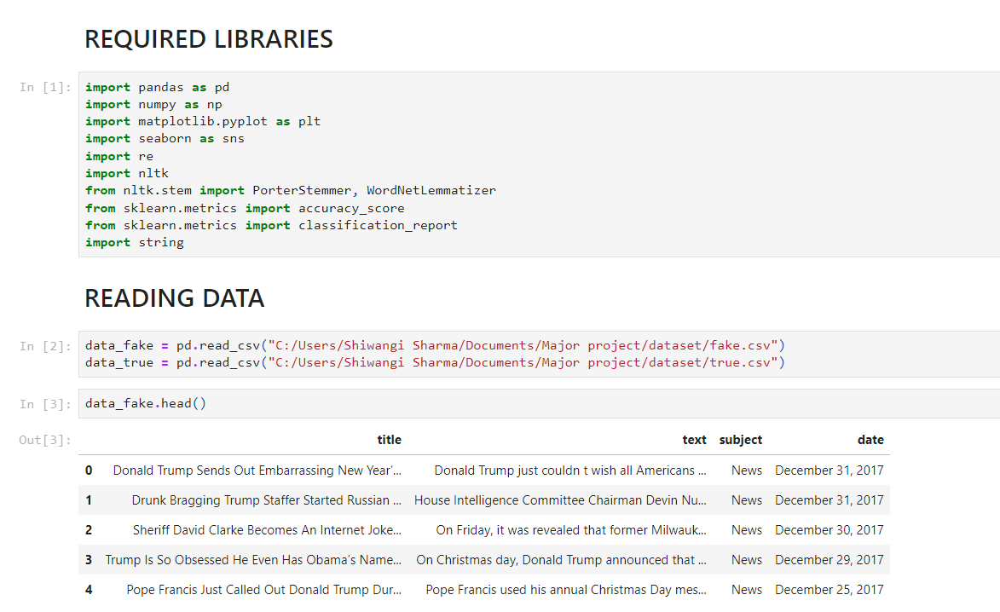 REQUIRED LIBRARIES
In [1]:
import pandas as pd
import numpy as np
import matplotlib.pyplot as plt
import seaborn as sns
import re
import nltk
from nltk.stem import PorterStemmer, WordNetLemmatizer
from sklearn.metrics import accuracy_score
from sklearn.metrics import classification_report
import string
READING DATA
In [2]:
data_fake = pd.read_csv("C:/Users/Shiwangi Sharma/Documents/Major project/dataset/fake.csv")
data_true = pd.read_csv("C:/Users/Shiwangi Sharma/Documents/Major project/dataset/true.csv")
In [3]:
data_fake.head()
Out[3]:
title text subject date
0 Donald Trump Sends Out Embarrassing New Year’... Donald Trump just couldn t wish all Americans ... News December 31, 2017
1 Drunk Bragging Trump Staffer Started Russian ... House Intelligence Committee Chairman Devin Nu... News December 31, 2017
2 Sheriff David Clarke Becomes An Internet Joke... On Friday, it was revealed that former Milwauk... News December 30, 2017
3 Trump Is So Obsessed He Even Has Obama’s Name... On Christmas day, Donald Trump announced that ... News December 29, 2017
4 Pope Francis Just Called Out Donald Trump Dur... Pope Francis used his annual Christmas Day mes... News December 25, 2017